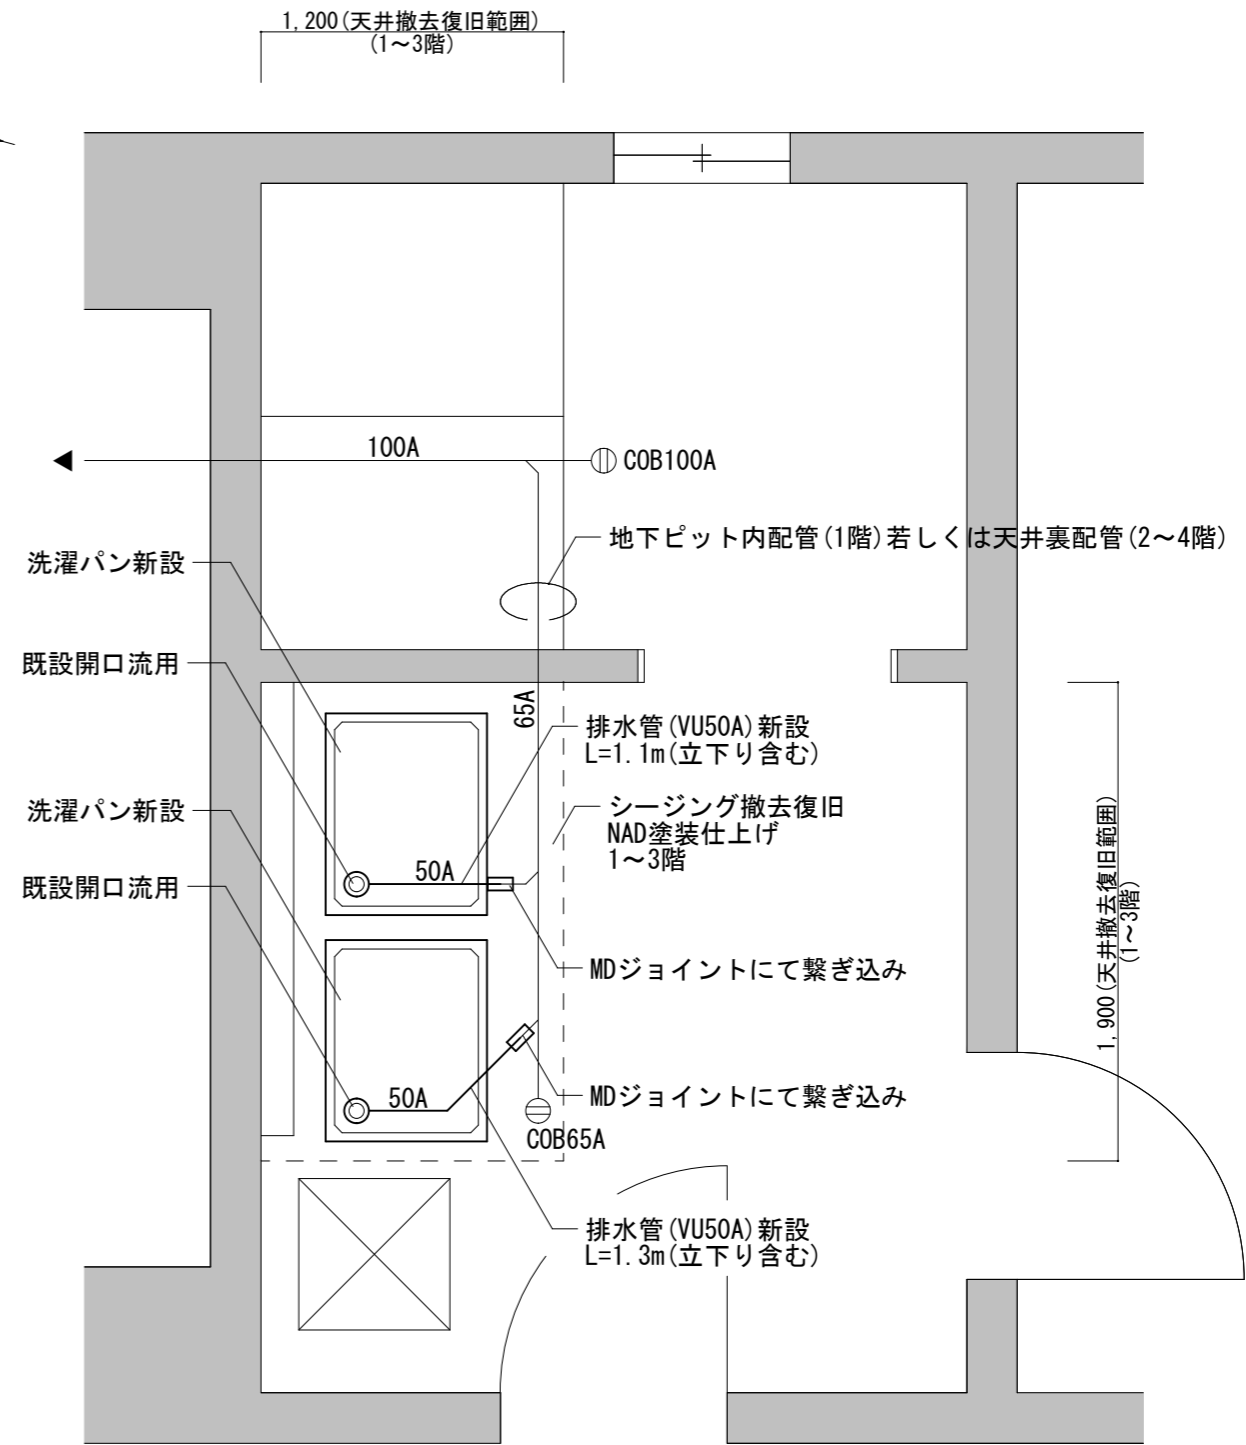 1,200(天井撤去復旧範囲)
(1～3階)
100A
COB100A
地下ピット内配管(1階)若しくは天井裏配管(2～4階)
洗濯パン新設
既設開口流用
65A
排水管(VU50A)新設
L=1.1m(立下り含む)
シージング撤去復旧
NAD塗装仕上げ
1～3階
洗濯パン新設
50A
既設開口流用
1,900(天井撤去復旧範囲)
(1～3階)
MDジョイントにて繋ぎ込み
50A
MDジョイントにて繋ぎ込み
COB65A
排水管(VU50A)新設
L=1.3m(立下り含む)